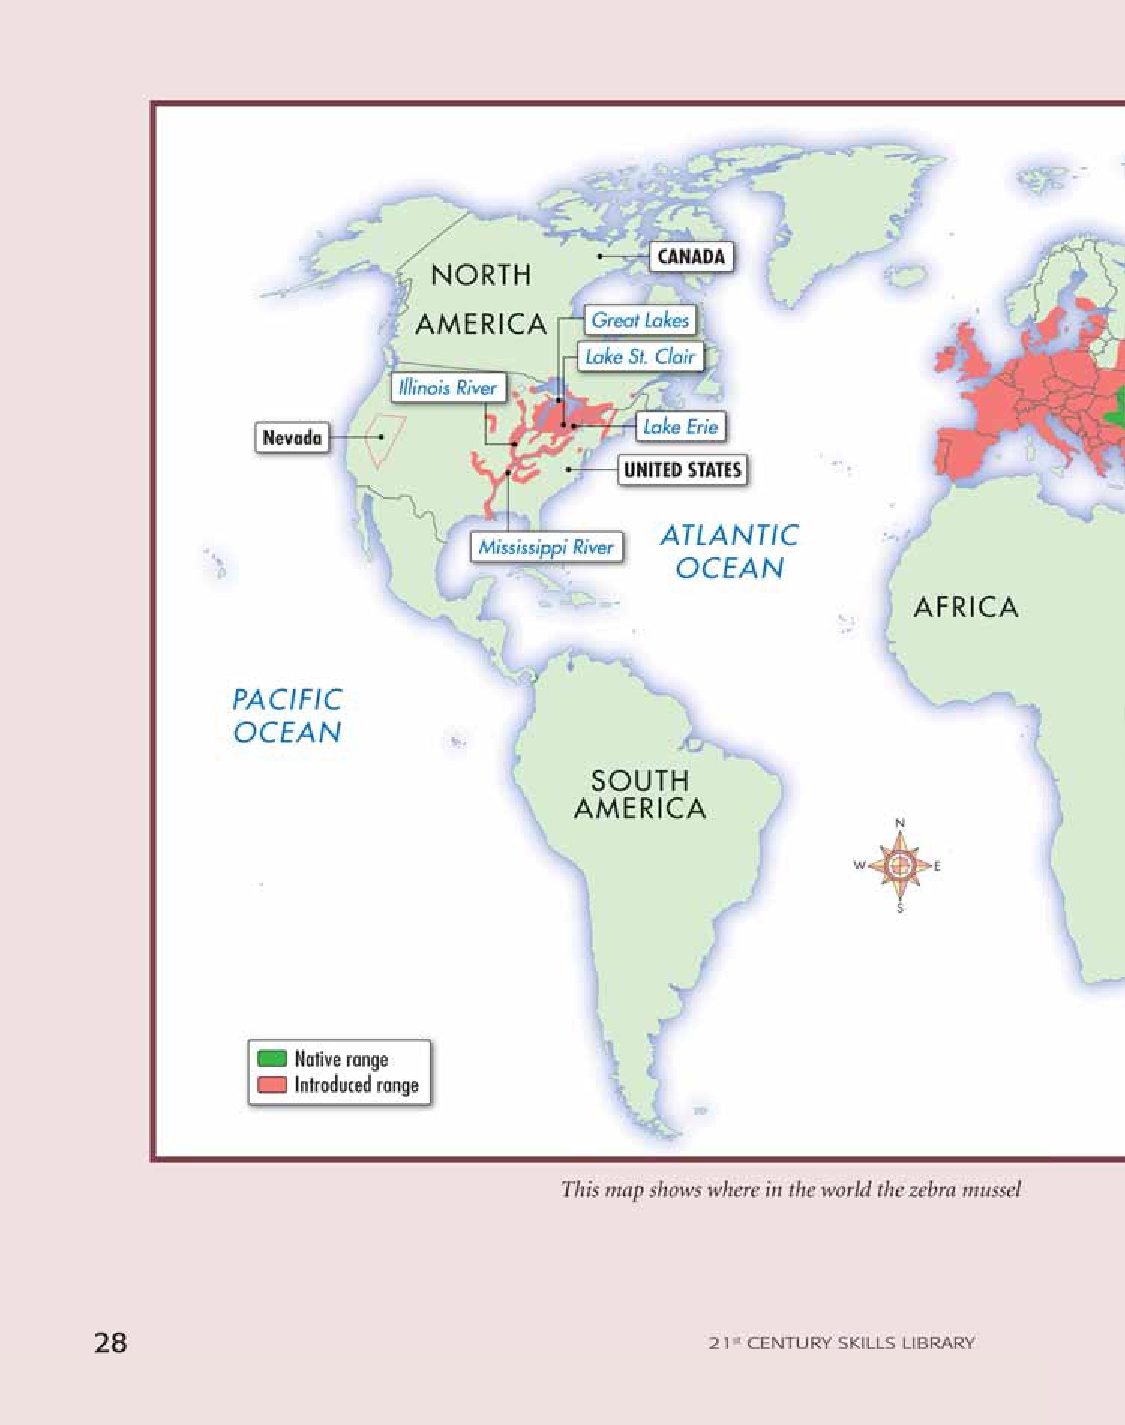 CANADA
NORTH
AMERICA
Great Lakes
Lake St. Clair
Illinois River
Lake Erie
Nevada
UNITED STATES
Mississippi River
ATLANTIC
OCEAN
AFRICA
PACIFIC
OCEAN
SOUTH
AMERICA
N
W E
S
Native range
Introduced range
This map shows where in the world the zebra mussel
28
21st CENTURY SKILLS LIBRARY